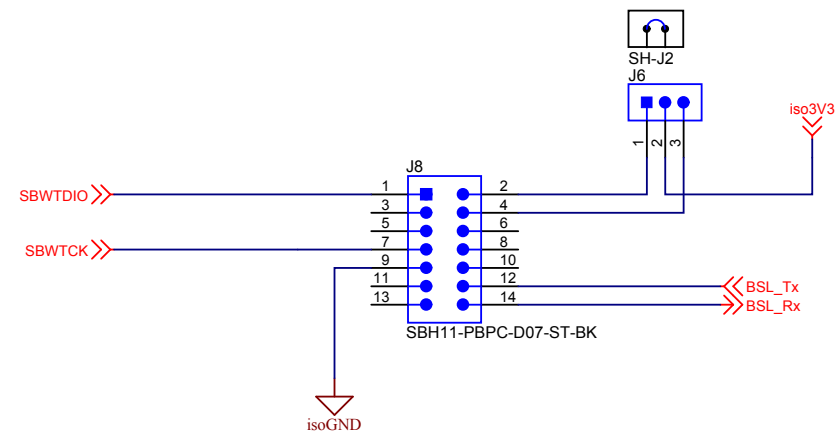 SH-J2
J6
iso3V3
1 2 3
J8
SBWTDIO 1 2
3 4
5 6
SBWTCK 7 8
9 10
11 12 BSL_Tx
13 14 BSL_Rx
SBH11-PBPC-D07-ST-BK
isoGND